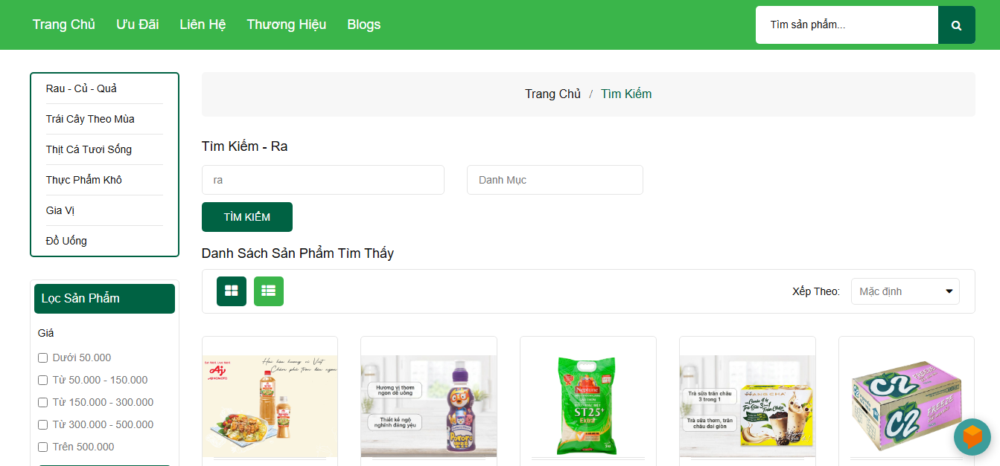 Trang Chủ Ưu Đãi Liên Hệ Thương Hiệu Blogs
Tìm sản phẩm...
Rau - Củ - Quả
Trái Cây Theo Mùa
Thịt Cá Tươi Sống
Thực Phẩm Khô
Gia Vị
Đồ Uống
Lọc Sản Phẩm
Giá
Dưới 50.000
Từ 50.000 - 150.000
Từ 150.000 - 300.000
Từ 300.000 - 500.000
Trên 500.000
Trang Chủ / Tìm Kiếm
Tìm Kiếm - Ra
ra
Danh Mục
TÌM KIẾM
Danh Sách Sản Phẩm Tìm Thấy
Xếp Theo: Mặc định
AJINOMOTO
Hương vị thơm
ngon dễ uống
Thiết kế ngộ
nghĩnh đáng yêu
Pororo
Neptune
ST25+
Extra
Trà sữa trân châu
3 trong 1
Trà sữa thơm, trân
châu dai giòn
C2
FREEZE
C2